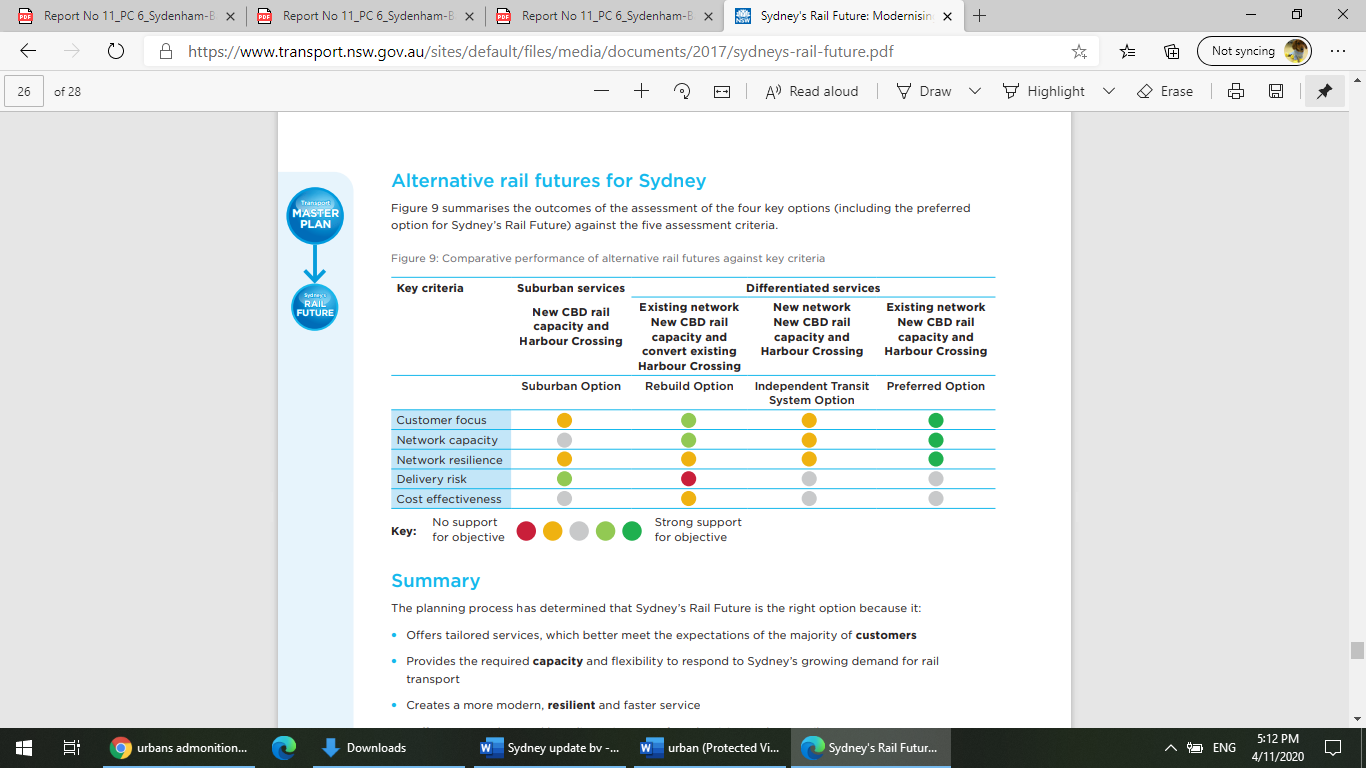 Report No 11_PC 6_Sydenham-B
Report No 11_PC 6_Sydenham-B
Report No 11_PC 6_Sydenham-B
Sydney's Rail Future: Modernisin
https://www.transport.nsw.gov.au/sites/default/files/media/documents/2017/sydneys-rail-future.pdf
Not syncing
26 of 28
Read aloud
Draw
Highlight
Erase
Transport
MASTER
PLAN
Sydney's
RAIL
FUTURE
Alternative rail futures for Sydney
Figure 9 summarises the outcomes of the assessment of the four key options (including the preferred
option for Sydney's Rail Future) against the five assessment criteria.
Figure 9: Comparative performance of alternative rail futures against key criteria
Key criteria
Suburban services
Differentiated services
New CBD rail
capacity and
Harbour Crossing
Existing network
New CBD rail
capacity and
convert existing
Harbour Crossing
New network
New CBD rail
capacity and
Harbour Crossing
Existing network
New CBD rail
capacity and
Harbour Crossing
Suburban Option
Rebuild Option
Independent Transit
System Option
Preferred Option
Customer focus
Network capacity
Network resilience
Delivery risk
Cost effectiveness
Key:
No support
for objective
Strong support
for objective
Summary
The planning process has determined that Sydney's Rail Future is the right option because it:
• Offers tailored services, which better meet the expectations of the majority of customers
• Provides the required capacity and flexibility to respond to Sydney's growing demand for rail
transport
• Creates a more modern, resilient and faster service
urbans admonition...
Downloads
Sydney update bv -...
urban (Protected Vi...
Sydney's Rail Futur...
ENG
5:12 PM
4/11/2020